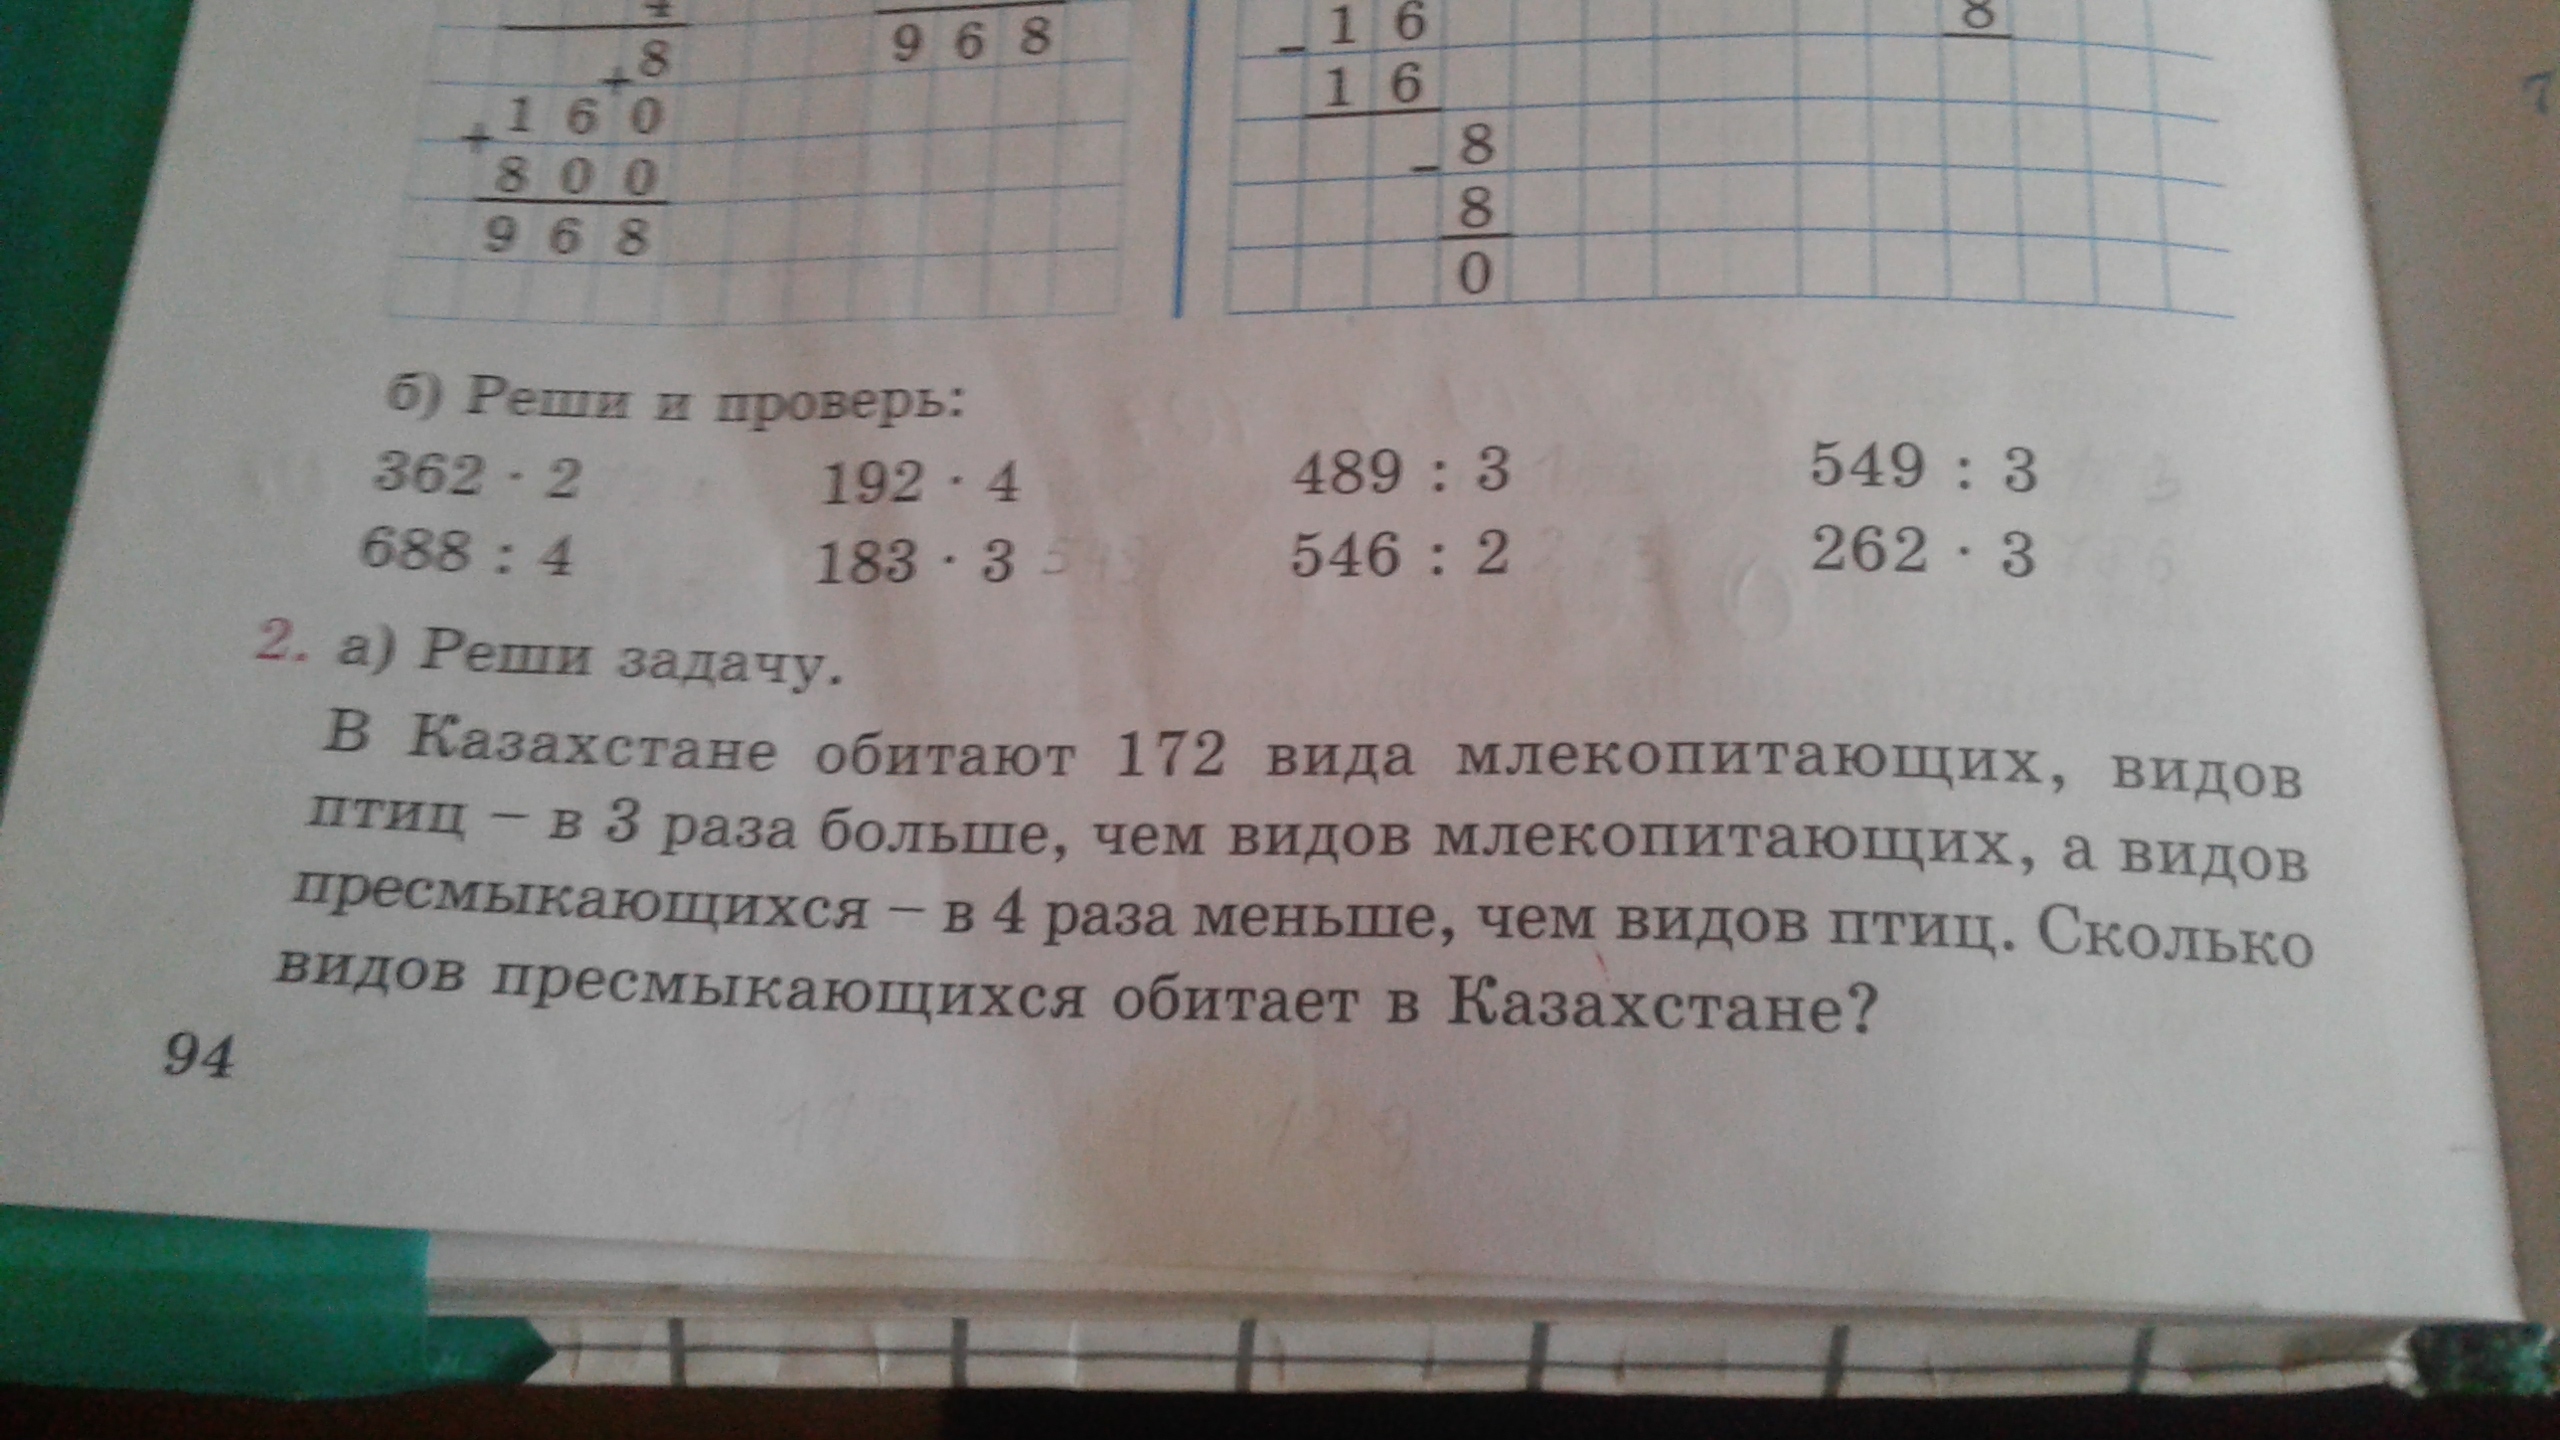 8
968
16
8
+
-
160
16
+
800
8
-
968
8
0
б) Реши и проверь:
362 · 2   192 · 4   489 : 3   549 : 3
688 : 4   183 · 3   546 : 2   262 · 3
2. а) Реши задачу.
В Казахстане обитают 172 вида млекопитающих, видов
птиц – в 3 раза больше, чем видов млекопитающих, а видов
пресмыкающихся – в 4 раза меньше, чем видов птиц. Сколько
видов пресмыкающихся обитает в Казахстане?
94
129
7